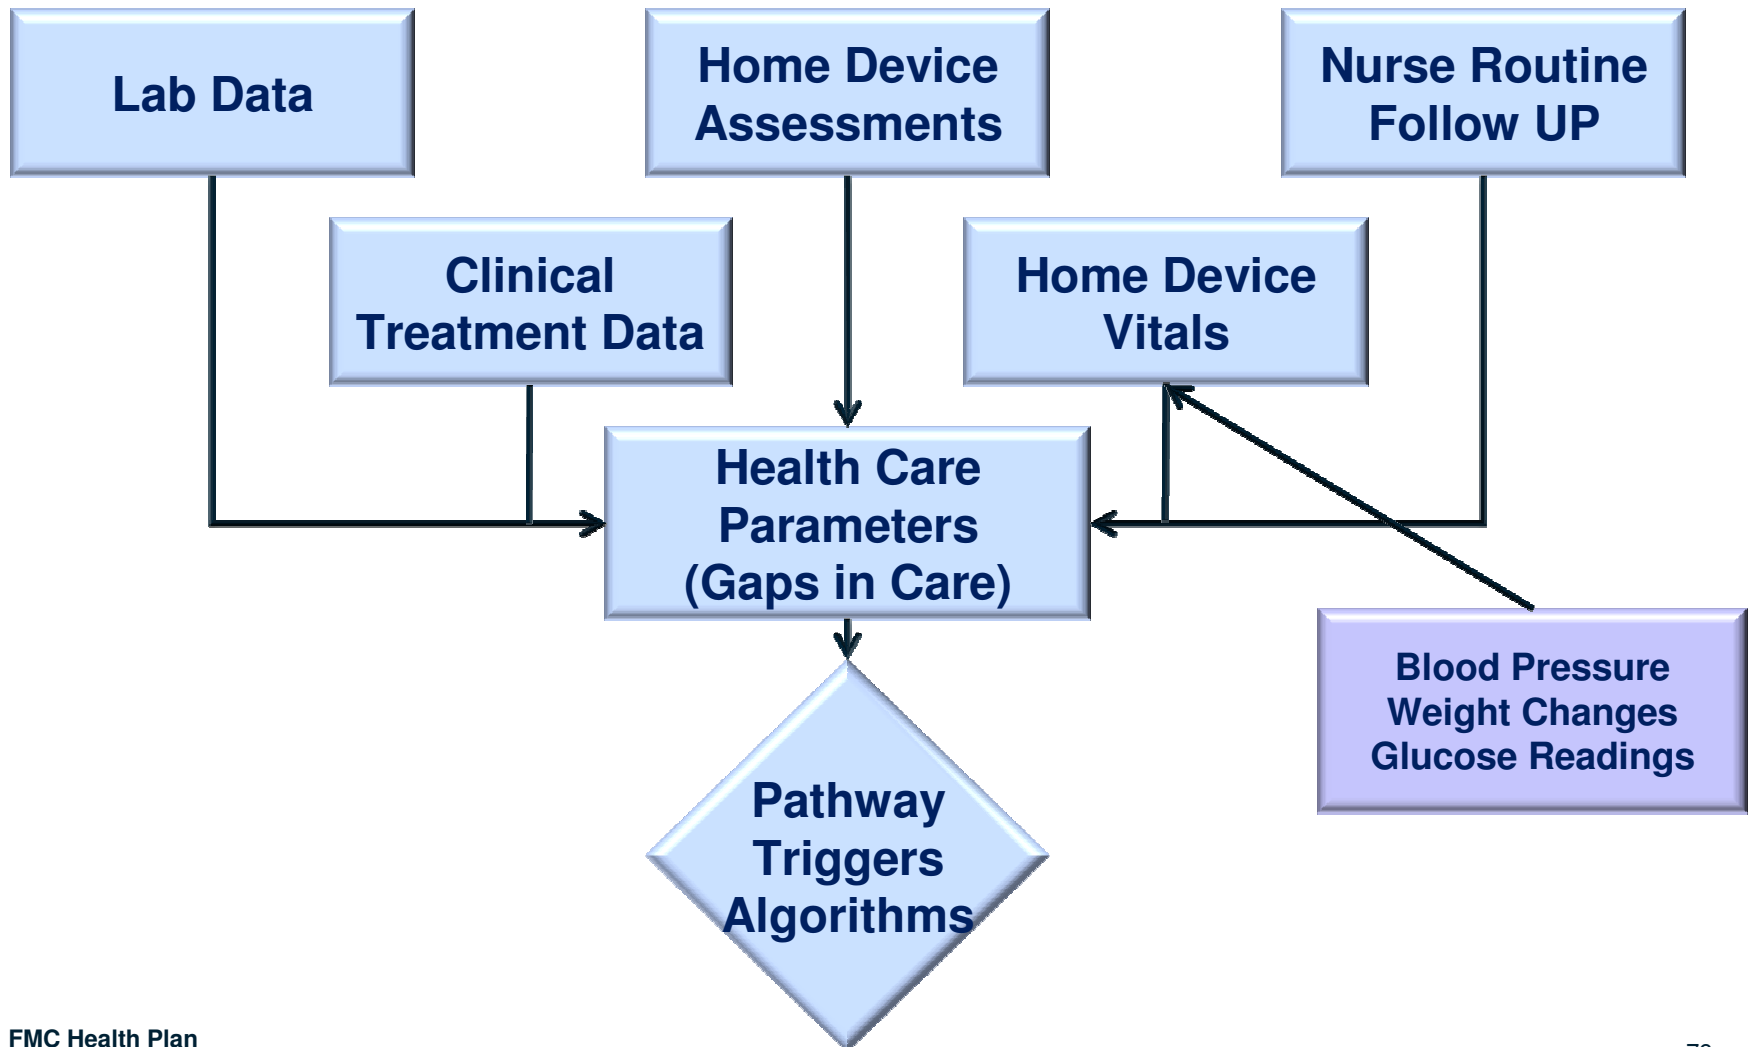 Lab Data
Home Device
Assessments
Nurse Routine
Follow UP
Clinical
Treatment Data
Home Device
Vitals
Health Care
Parameters
(Gaps in Care)
Blood Pressure
Weight Changes
Glucose Readings
Pathway
Triggers
Algorithms
FMC Health Plan